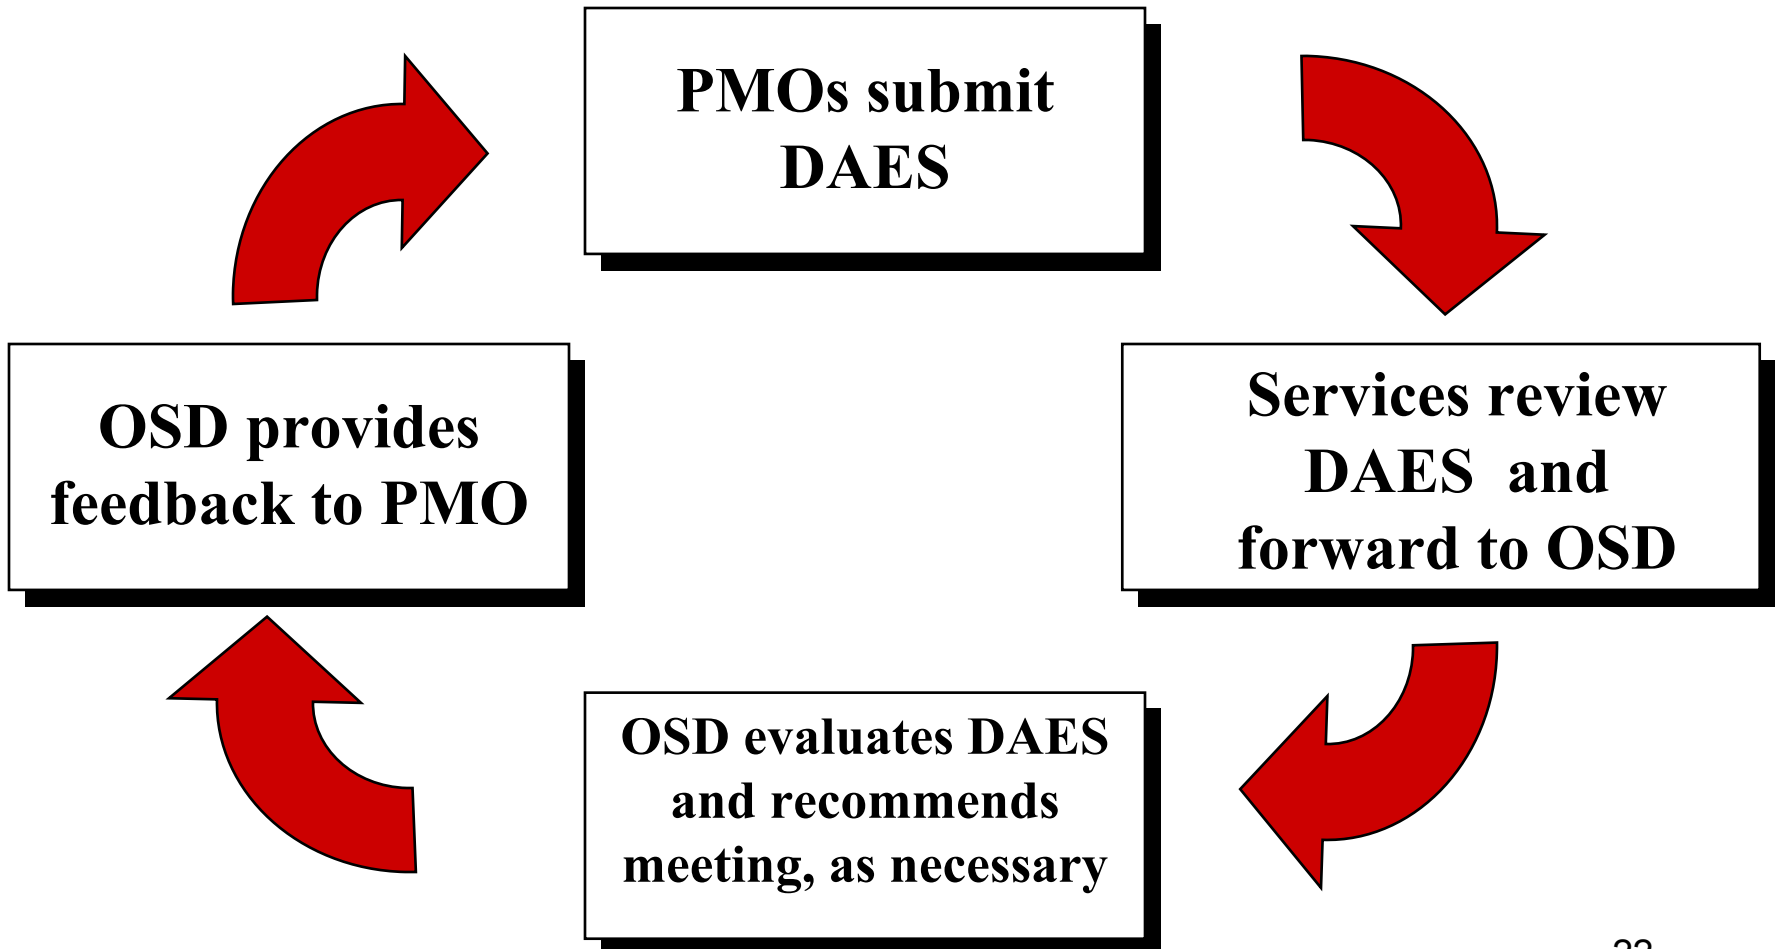 PMOs submit
DAES
Services review
DAES  and
forward to OSD
OSD evaluates DAES
and recommends
meeting, as necessary
OSD provides
feedback to PMO